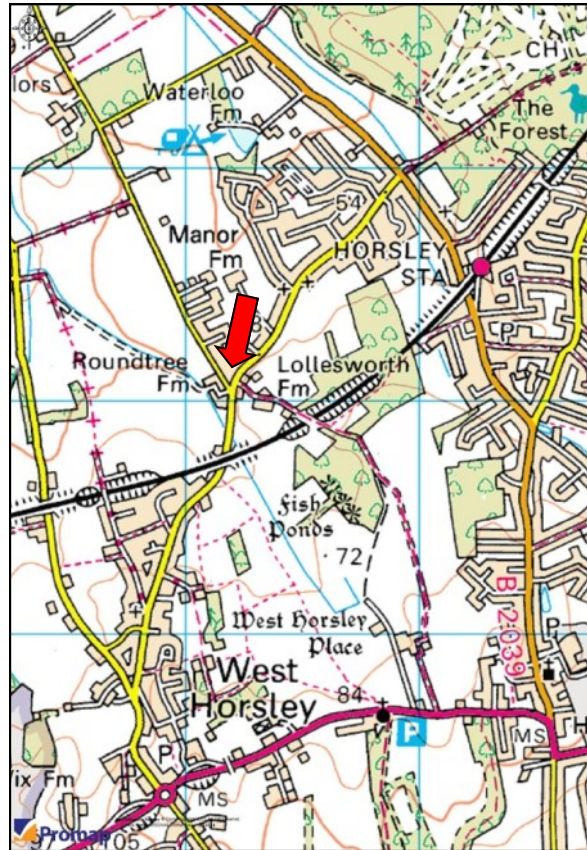 CH
lors
Waterloo
Fm
The
Forest
54
Manor
Fm
HORSLEY
STA
P
Roundtree
Fm
Lollesworth
Fm
Fish
Ponds
72
West Horsley
Place
B 2039
P
West
Horsley
84
P
MS
P
MS
ix Fm
105
Promap